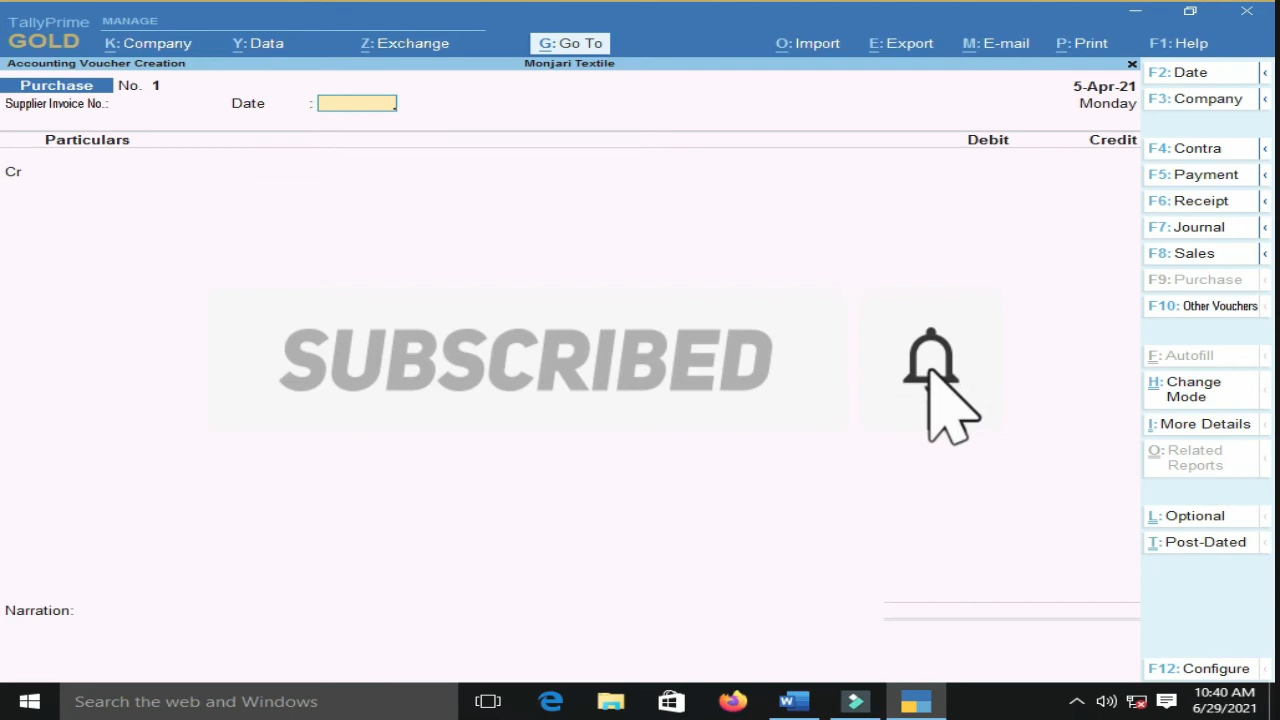 TallyPrime MANAGE
GOLD K: Company Y: Data Z: Exchange G: Go To O: Import E: Export M: E-mail P: Print F1: Help
Accounting Voucher Creation Monjari Textile
Purchase No. 1 5-Apr-21
Supplier Invoice No.: Date : Monday
Particulars Debit Credit
Cr
SUBSCRIBED
Narration:
F2: Date
F3: Company
F4: Contra
F5: Payment
F6: Receipt
F7: Journal
F8: Sales
F9: Purchase
F10: Other Vouchers
F: Autofill
H: Change
Mode
I: More Details
O: Related
Reports
L: Optional
T: Post-Dated
F12: Configure
Search the web and Windows 10:40 AM
6/29/2021